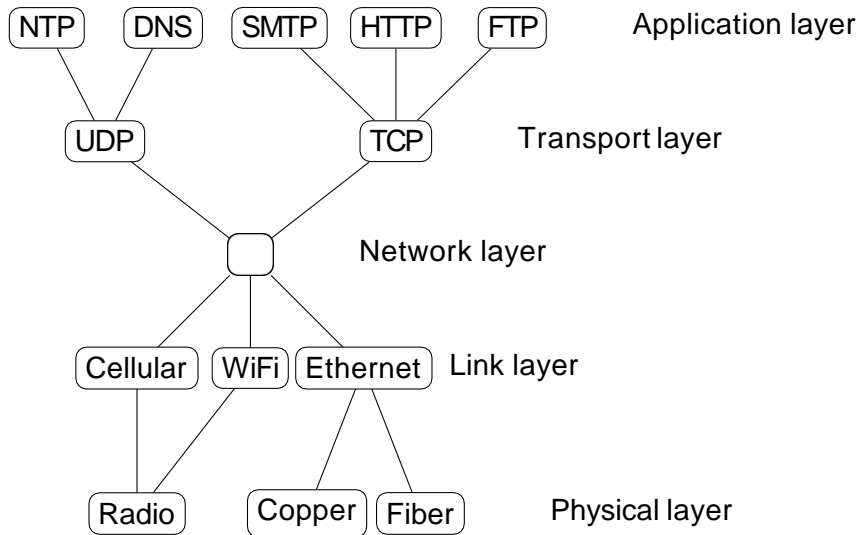 NTP DNS SMTP HTTP FTP Application layer
UDP TCP Transport layer
Network layer
Cellular WiFi Ethernet Link layer
Radio Copper Fiber Physical layer